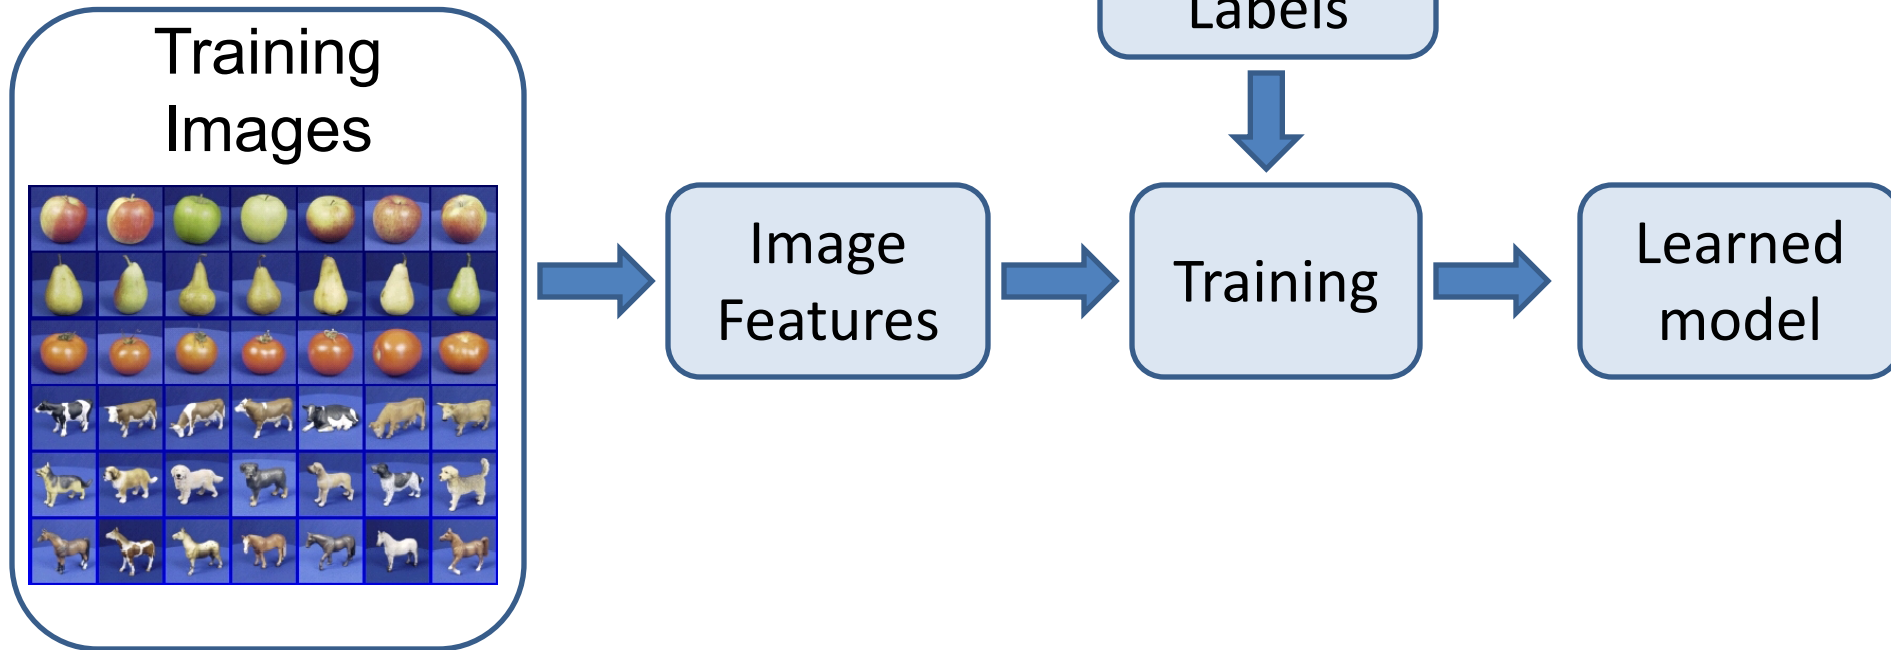 Training
Images
Labels
Image
Features
Training
Learned
model